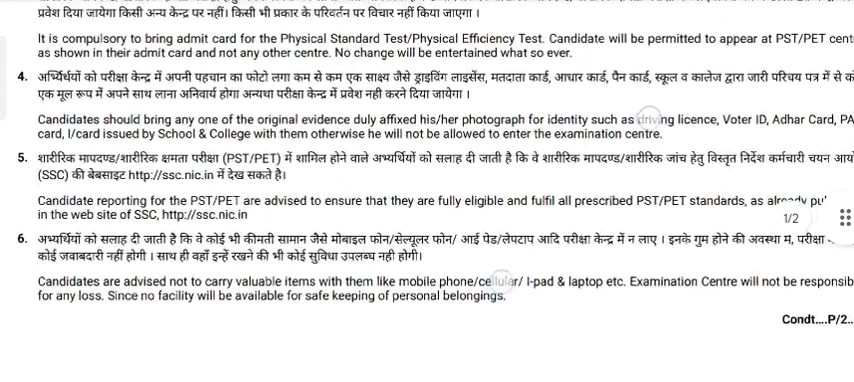 प्रवेश दिया जायेगा किसी अन्य केन्द्र पर नहीं। किसी भी प्रकार के परिवर्तन पर विचार नहीं किया जाएगा ।
It is compulsory to bring admit card for the Physical Standard Test/Physical Efficiency Test. Candidate will be permitted to appear at PST/PET cent
as shown in their admit card and not any other centre. No change will be entertained what so ever.
4. अभ्यिर्थयों को परीक्षा केन्द्र में अपनी पहचान का फोटो लगा कम से कम एक साक्ष्य जैसे ड्राइविंग लाइसेंस, मतदाता कार्ड, आधार कार्ड, पैन कार्ड, स्कूल व कालेज द्वारा जारी परिचय पत्र में से को
एक मूल रूप में अपने साथ लाना अनिवार्य होगा अन्यथा परीक्षा केन्द्र में प्रवेश नही करने दिया जायेगा ।
Candidates should bring any one of the original evidence duly affixed his/her photograph for identity such as driving licence, Voter ID, Adhar Card, PA
card, I/card issued by School & College with them otherwise he will not be allowed to enter the examination centre.
5. शारीरिक मापदण्ड/शारीरिक क्षमता परीक्षा (PST/PET) में शामिल होने वाले अभ्यर्थियों को सलाह दी जाती है कि वे शारीरिक मापदण्ड/शारीरिक जांच हेतु विस्तृत निर्देश कर्मचारी चयन आयो
(SSC) की बेबसाइट http://ssc.nic.in में देख सकते है।
Candidate reporting for the PST/PET are advised to ensure that they are fully eligible and fulfil all prescribed PST/PET standards, as already pu
in the web site of SSC, http://ssc.nic.in
1/2
6. अभ्यर्थियों को सलाह दी जाती है कि वे कोई भी कीमती सामान जैसे मोबाइल फोन/सेल्यूलर फोन/ आई पेड/लेपटाप आदि परीक्षा केन्द्र में न लाए । इनके गुम होने की अवस्था में, परीक्षा
कोई जवाबदारी नहीं होगी । साथ ही वहाँ इन्हें रखने की भी कोई सुविधा उपलब्ध नही होगी।
Candidates are advised not to carry valuable items with them like mobile phone/cellular/ I-pad & laptop etc. Examination Centre will not be responsib
for any loss. Since no facility will be available for safe keeping of personal belongings.
Condt....P/2..